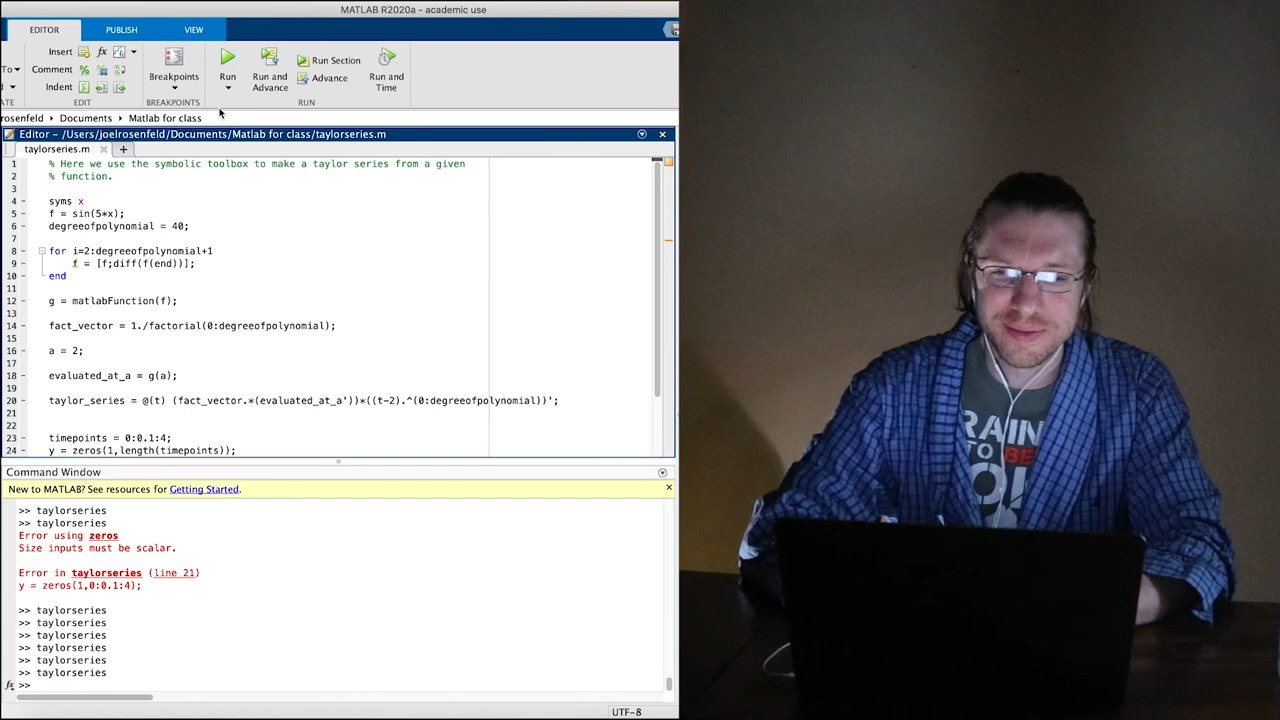 MATLAB R2020a - academic use
EDITOR PUBLISH VIEW
Insert fx
To Comment %
Indent
Breakpoints Run Run and Advance Run Section Advance Run and Time
ATE EDIT BREAKPOINTS RUN
rosenfeld ▸ Documents ▸ Matlab for class
Editor – /Users/joelrosenfeld/Documents/Matlab for class/taylorseries.m
taylorseries.m +
1 % Here we use the symbolic toolbox to make a taylor series from a given
2 % function.
3
4 syms x
5 f = sin(5*x);
6 degreeofpolynomial = 40;
7
8 for i=2:degreeofpolynomial+1
9 f = [f;diff(f(end))];
10 end
11
12 g = matlabFunction(f);
13
14 fact_vector = 1./factorial(0:degreeofpolynomial);
15
16 a = 2;
17
18 evaluated_at_a = g(a);
19
20 taylor_series = @(t) (fact_vector.*(evaluated_at_a'))*((t-2).^(0:degreeofpolynomial))';
21
22
23 timepoints = 0:0.1:4;
24 y = zeros(1,length(timepoints));
Command Window
New to MATLAB? See resources for Getting Started.
>> taylorseries
>> taylorseries
Error using zeros
Size inputs must be scalar.
Error in taylorseries (line 21)
y = zeros(1,0:0.1:4);
>> taylorseries
>> taylorseries
>> taylorseries
>> taylorseries
>> taylorseries
>> taylorseries
fx >>
UTF-8
RAIN
TO BE